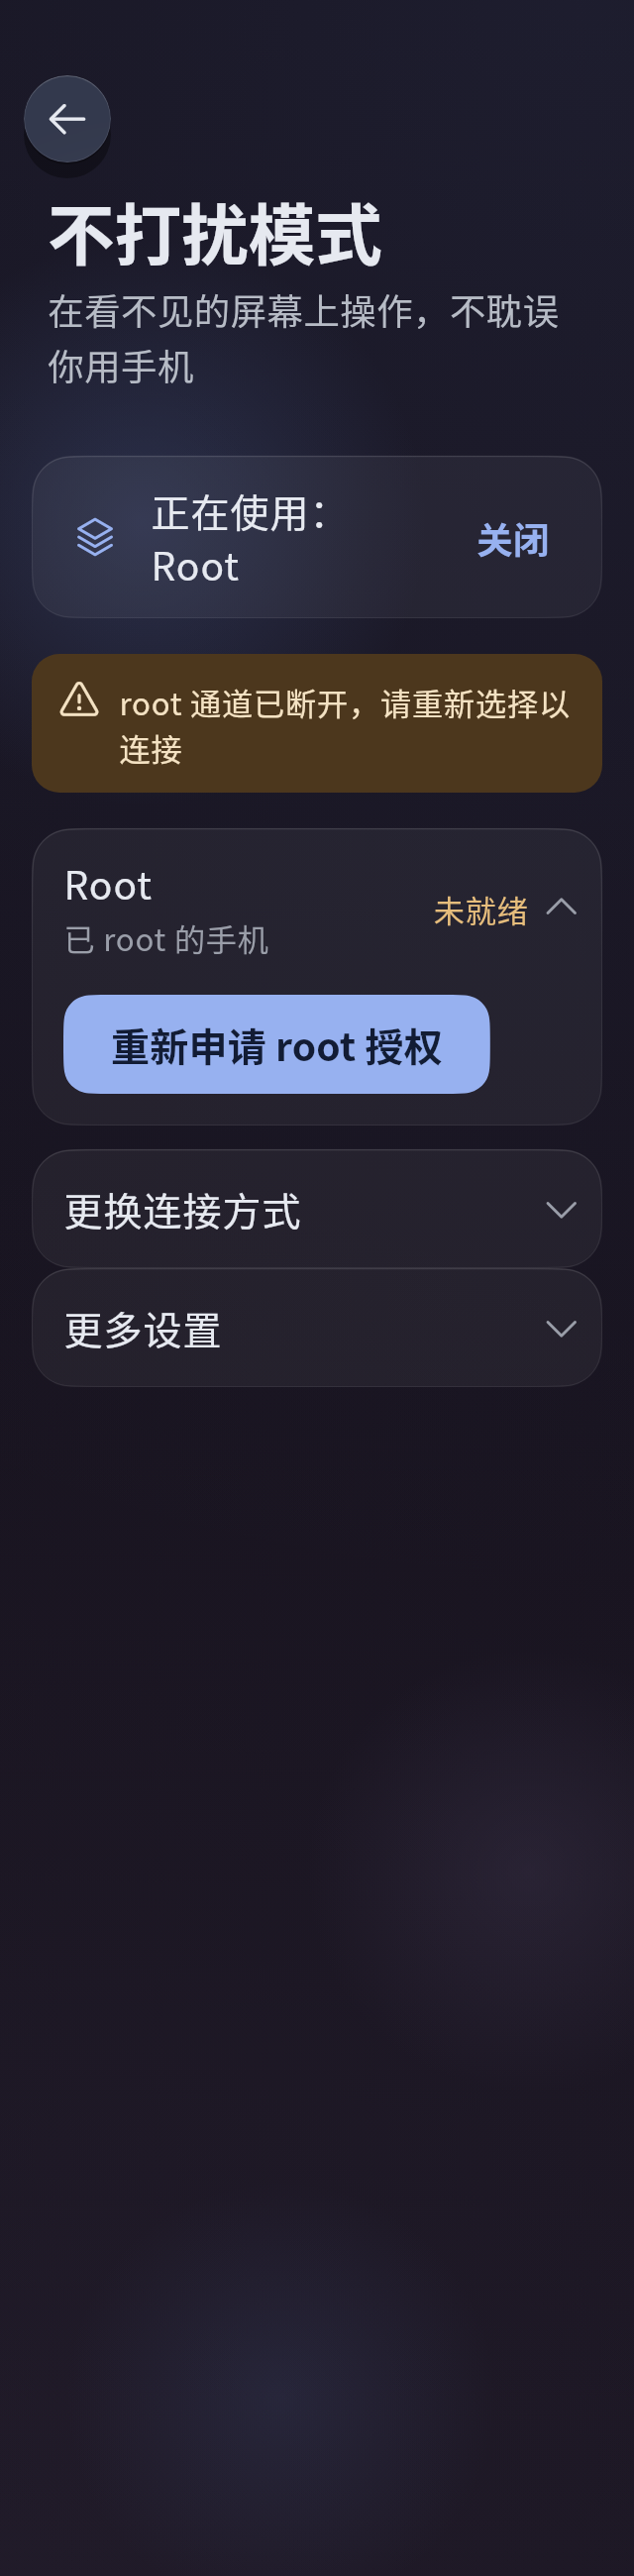 不打扰模式
在看不见的屏幕上操作，不耽误
你用手机
正在使用：
Root
关闭
root 通道已断开，请重新选择以
连接
Root
已 root 的手机
未就绪
重新申请 root 授权
更换连接方式
更多设置